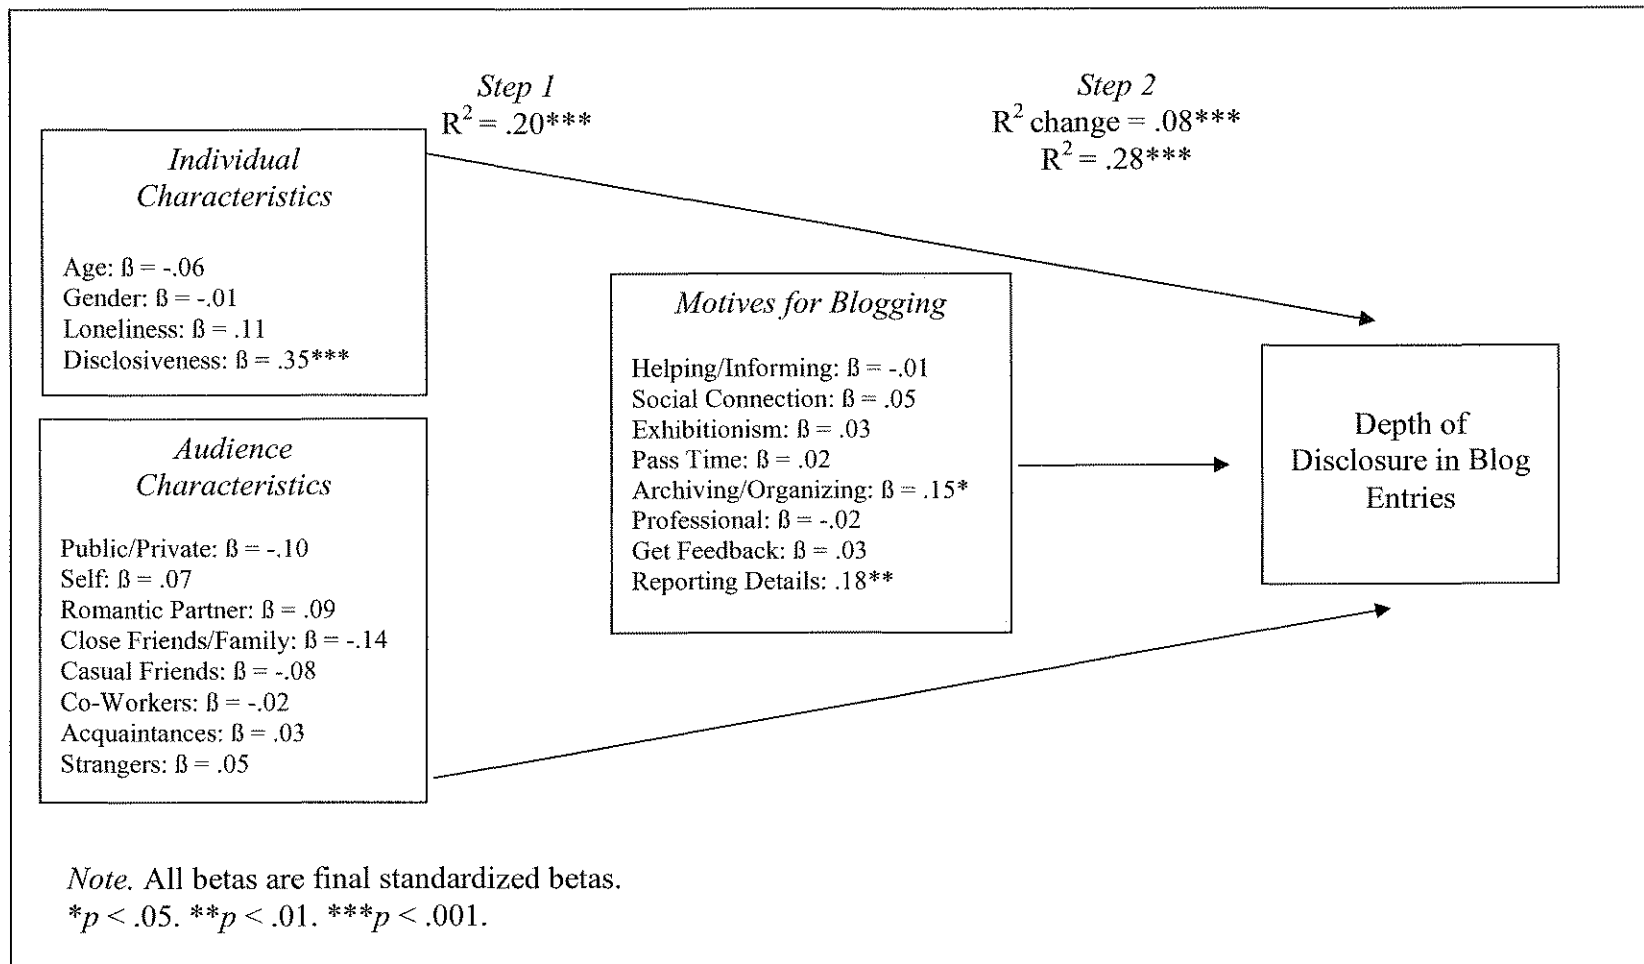 Step 1
R² = .20***
Step 2
R² change = .08***
R² = .28***
Individual
Characteristics
Age: ß = -.06
Gender: ß = -.01
Loneliness: ß = .11
Disclosiveness: ß = .35***
Audience
Characteristics
Public/Private: ß = -.10
Self: ß = .07
Romantic Partner: ß = .09
Close Friends/Family: ß = -.14
Casual Friends: ß = -.08
Co-Workers: ß = -.02
Acquaintances: ß = .03
Strangers: ß = .05
Motives for Blogging
Helping/Informing: ß = -.01
Social Connection: ß = .05
Exhibitionism: ß = .03
Pass Time: ß = .02
Archiving/Organizing: ß = .15*
Professional: ß = -.02
Get Feedback: ß = .03
Reporting Details: .18**
Depth of
Disclosure in Blog
Entries
Note. All betas are final standardized betas.
*p < .05. **p < .01. ***p < .001.